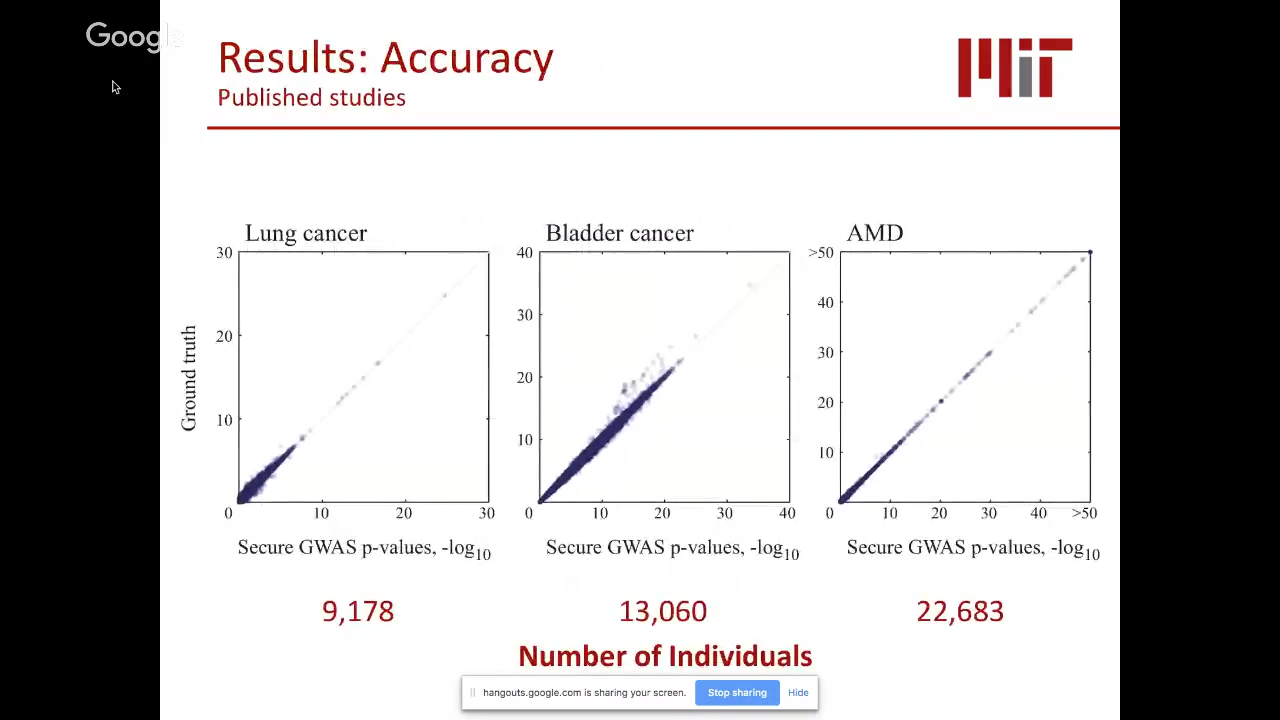 Google
Results: Accuracy
MIT
Published studies
Lung cancer
Bladder cancer
AMD
30
20
10
0
10
20
30
Ground truth
40
30
20
10
0
10
20
30
40
>50
40
30
20
10
0
10
20
30
40
>50
Secure GWAS p-values, -log10
Secure GWAS p-values, -log10
Secure GWAS p-values, -log10
9,178
13,060
22,683
Number of Individuals
hangouts.google.com is sharing your screen.
Stop sharing
Hide